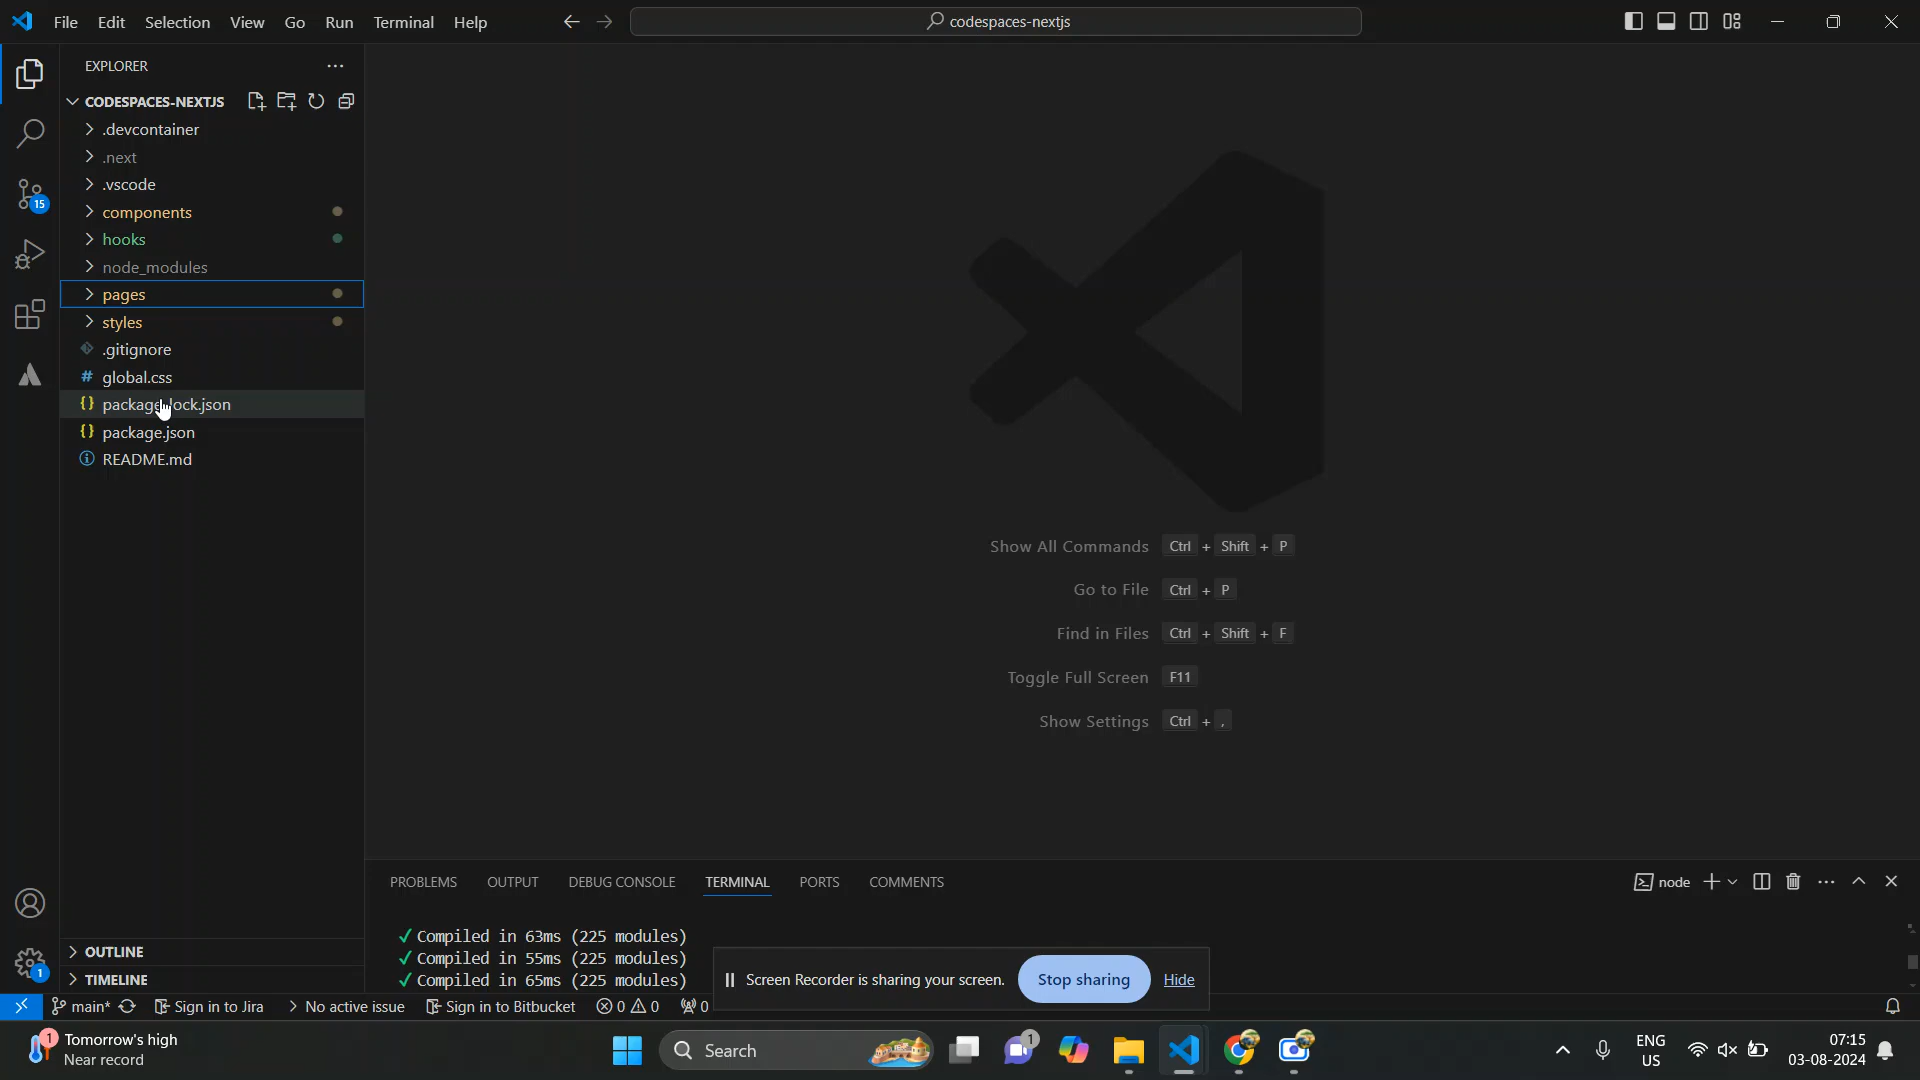 File Edit Selection View Go Run Terminal Help
codespaces-nextjs
EXPLORER
CODESPACES-NEXTJS
.devcontainer
.next
.vscode
components
hooks
node_modules
pages
styles
.gitignore
# global.css
{} package-lock.json
{} package.json
README.md
15
1
OUTLINE
TIMELINE
Show All Commands Ctrl + Shift + P
Go to File Ctrl + P
Find in Files Ctrl + Shift + F
Toggle Full Screen F11
Show Settings Ctrl + ,
PROBLEMS OUTPUT DEBUG CONSOLE TERMINAL PORTS COMMENTS
node
✓ Compiled in 63ms (225 modules)
✓ Compiled in 55ms (225 modules)
✓ Compiled in 65ms (225 modules)
Screen Recorder is sharing your screen. Stop sharing Hide
main* Sign in to Jira No active issue Sign in to Bitbucket 0 0 0
1 Tomorrow's high
Near record
Search
1
ENG
US
07:15
03-08-2024